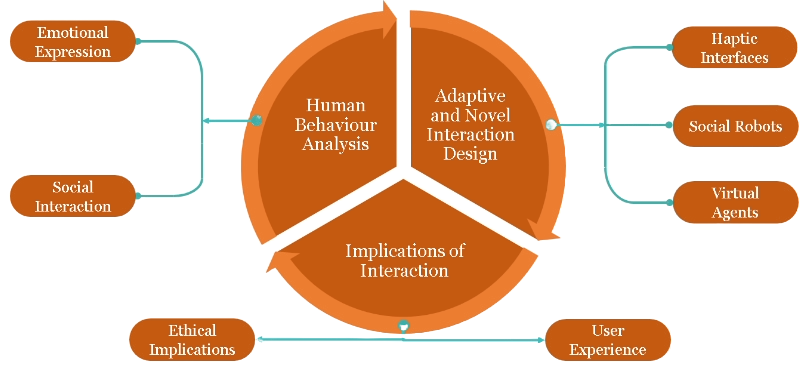 Emotional
Expression
Social
Interaction
Human
Behaviour
Analysis
Adaptive
and Novel
Interaction
Design
Haptic
Interfaces
Social Robots
Virtual
Agents
Implications of
Interaction
Ethical
Implications
User
Experience